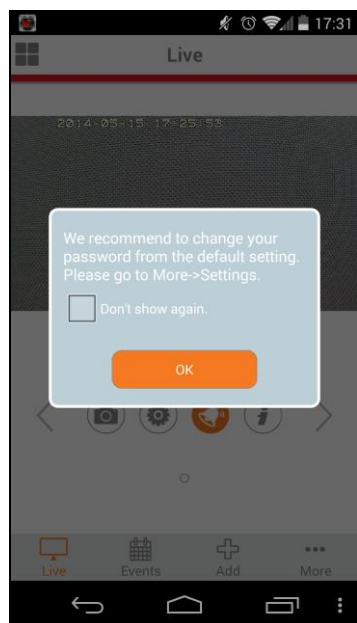 17:31
Live
2014-05-15 17:25:53
We recommend to change your
password from the default setting.
Please go to More->Settings.
Don't show again.
OK
Live Events Add More